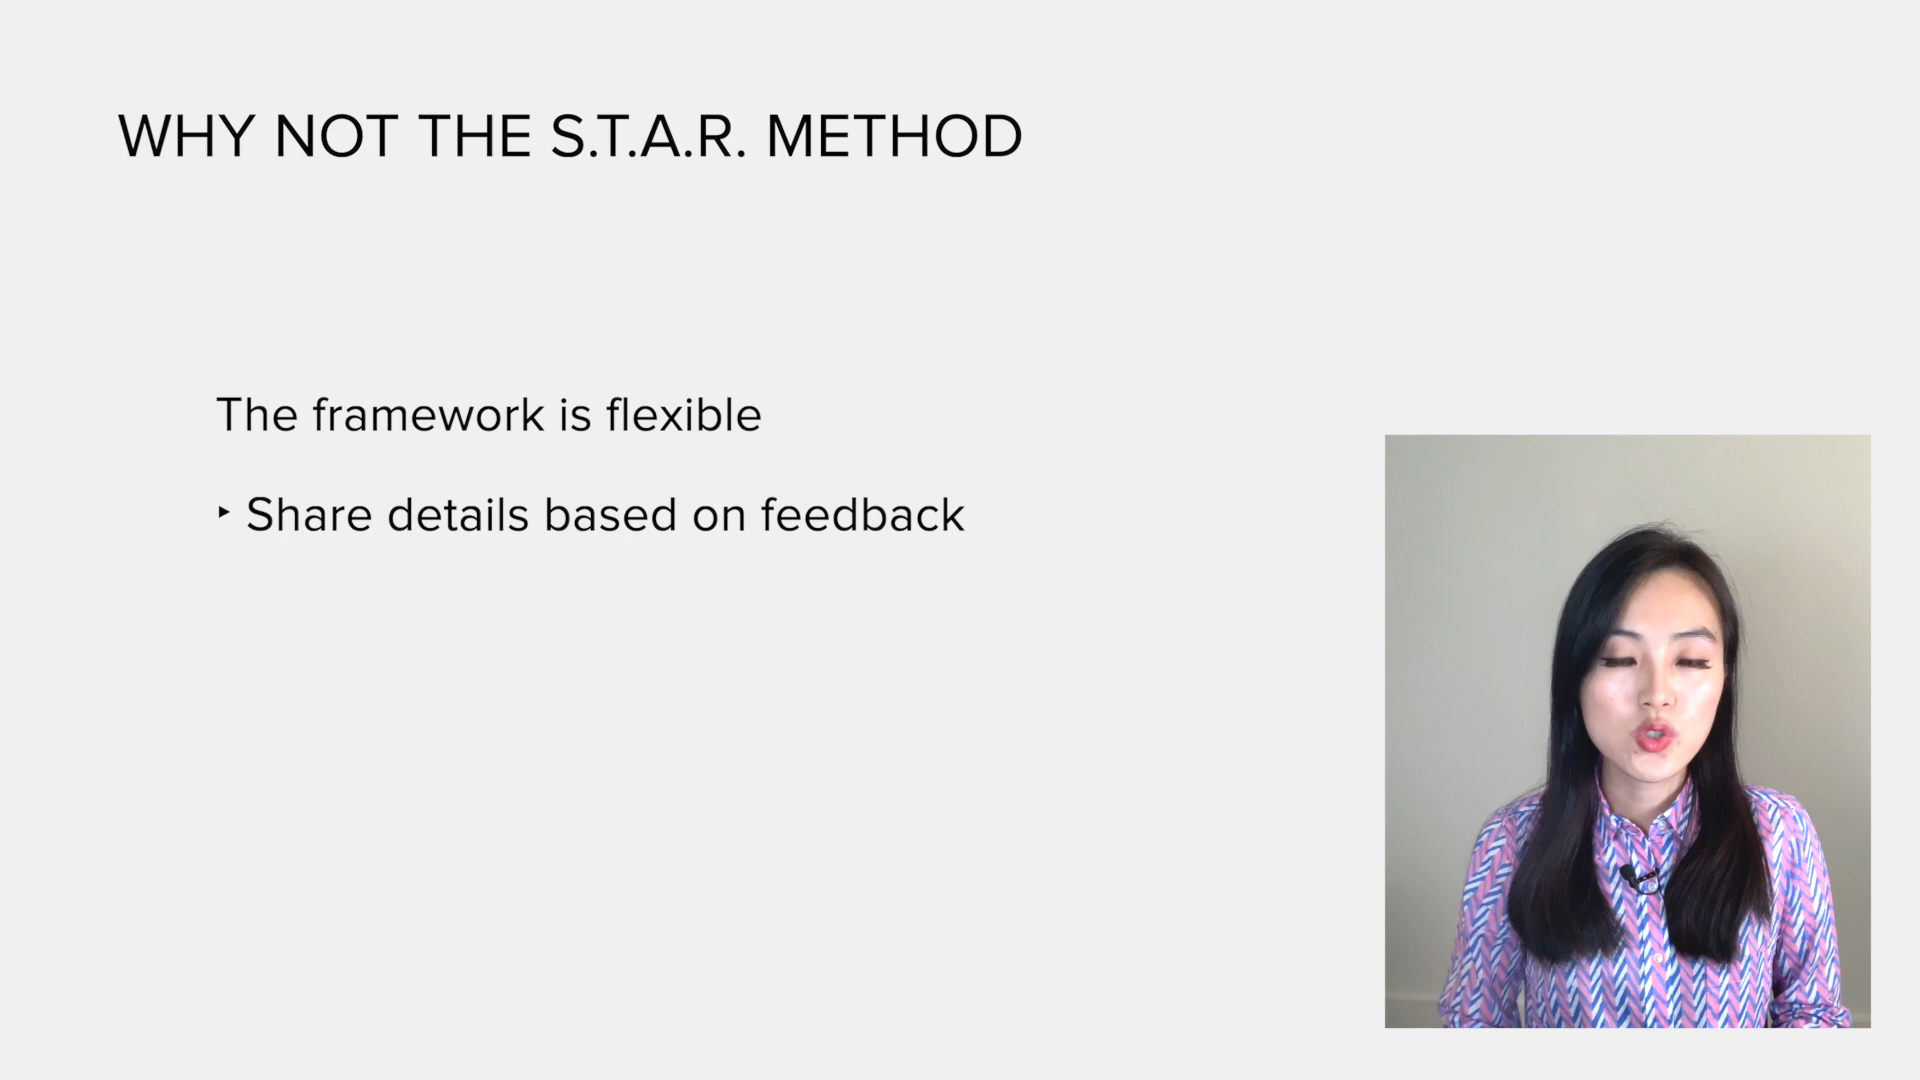 WHY NOT THE S.T.A.R. METHOD
The framework is flexible
‣ Share details based on feedback